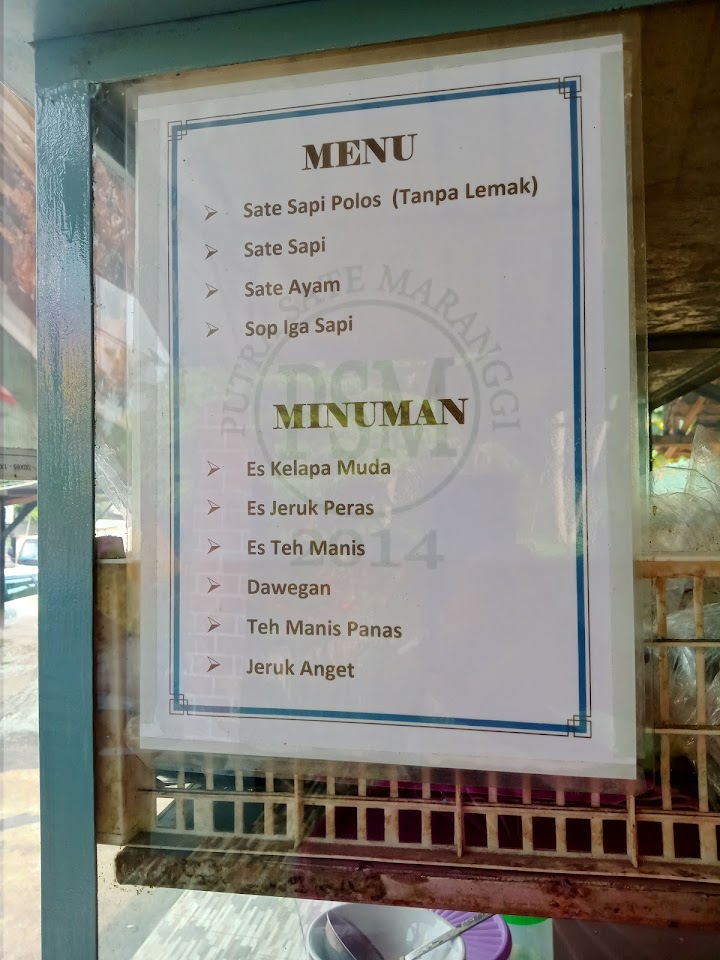 MENU
Sate Sapi Polos (Tanpa Lemak)
Sate Sapi
Sate Ayam
Sop Iga Sapi
PUTRA SATE MARANGGI
PSM
2014
MINUMAN
Es Kelapa Muda
Es Jeruk Peras
Es Teh Manis
Dawegan
Teh Manis Panas
Jeruk Anget